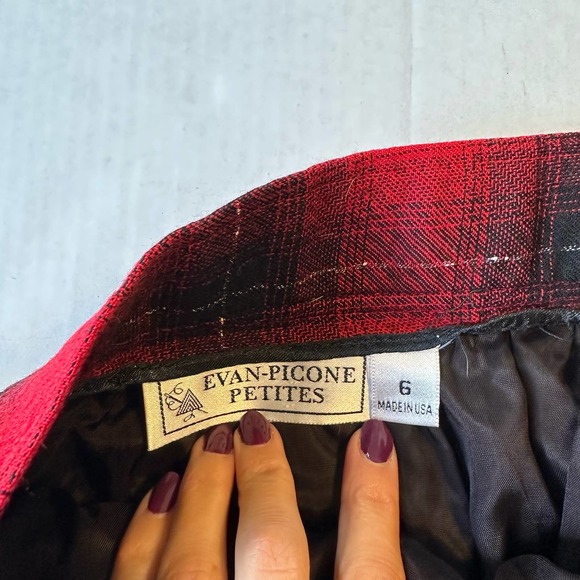 EVAN-PICONE
PETITES
6
MADE IN USA